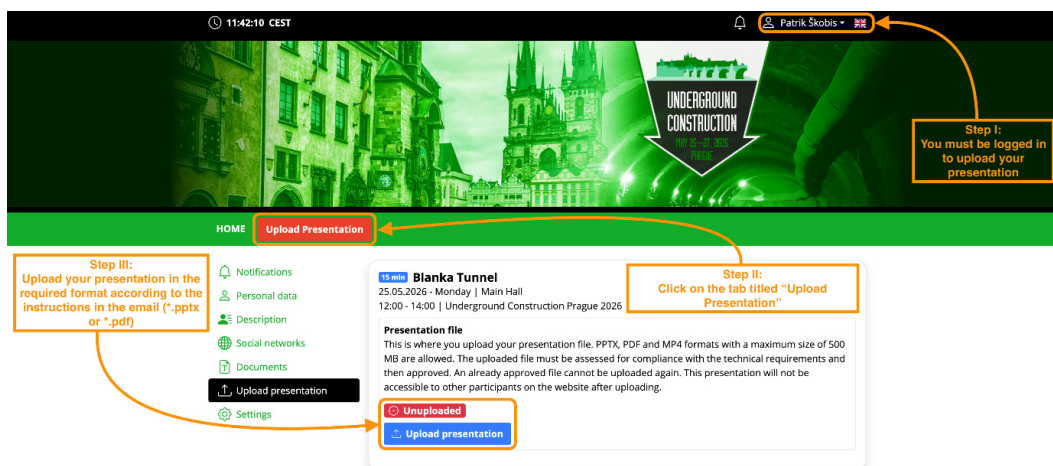 11:42:10 CEST
Patrik Škobis
UNDERGROUND
CONSTRUCTION
MAY 25–27, 2026
PRAGUE
Step I:
You must be logged in
to upload your
presentation
HOME
Upload Presentation
Step III:
Upload your presentation in the
required format according to the
instructions in the email (*.pptx
or *.pdf)
Notifications
Personal data
Description
Social networks
Documents
Upload presentation
Settings
15 min Blanka Tunnel
25.05.2026 - Monday | Main Hall
12:00 - 14:00 | Underground Construction Prague 2026
Step II:
Click on the tab titled “Upload
Presentation”
Presentation file
This is where you upload your presentation file. PPTX, PDF and MP4 formats with a maximum size of 500
MB are allowed. The uploaded file must be assessed for compliance with the technical requirements and
then approved. An already approved file cannot be uploaded again. This presentation will not be
accessible to other participants on the website after uploading.
Unuploaded
Upload presentation